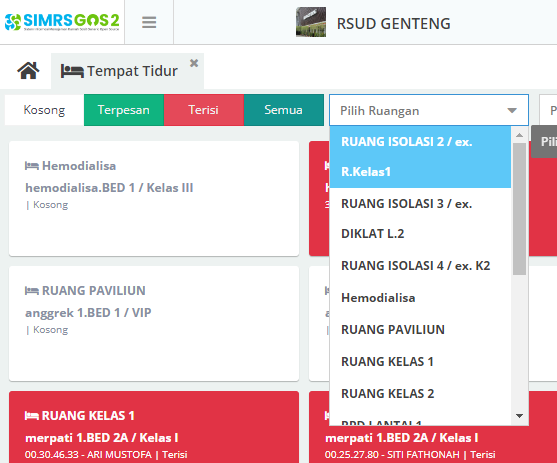 SIMRSGOS2
RSUD GENTENG
Tempat Tidur
Kosong
Terpesan
Terisi
Semua
Pilih Ruangan
P
Pili
RUANG ISOLASI 2 / ex.
R.Kelas1
RUANG ISOLASI 3 / ex.
DIKLAT L.2
RUANG ISOLASI 4 / ex. K2
Hemodialisa
RUANG PAVILIUN
RUANG KELAS 1
RUANG KELAS 2
Hemodialisa
hemodialisa.BED 1 / Kelas III
| Kosong
RUANG PAVILIUN
anggrek 1.BED 1 / VIP
| Kosong
RUANG KELAS 1
merpati 1.BED 2A / Kelas I
00.30.46.33 - ARI MUSTOFA | Terisi
merpati 1.BED 2A / Kelas I
00.25.27.80 - SITI FATHONAH | Terisi